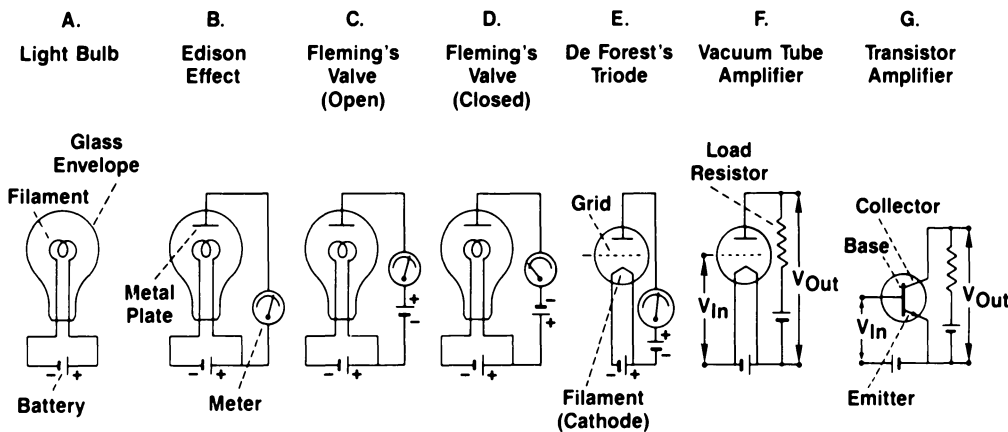 A.
Light Bulb
B.
Edison
Effect
C.
Fleming's
Valve
(Open)
D.
Fleming's
Valve
(Closed)
E.
De Forest's
Triode
F.
Vacuum Tube
Amplifier
G.
Transistor
Amplifier
Glass
Envelope
Filament
- +
Battery
Metal
Plate
- +
Meter
+
-
- +
-
+
- +
Grid
-
- +
- +
Filament
(Cathode)
Load
Resistor
VIn
VOut
Collector
Base
VIn
VOut
Emitter